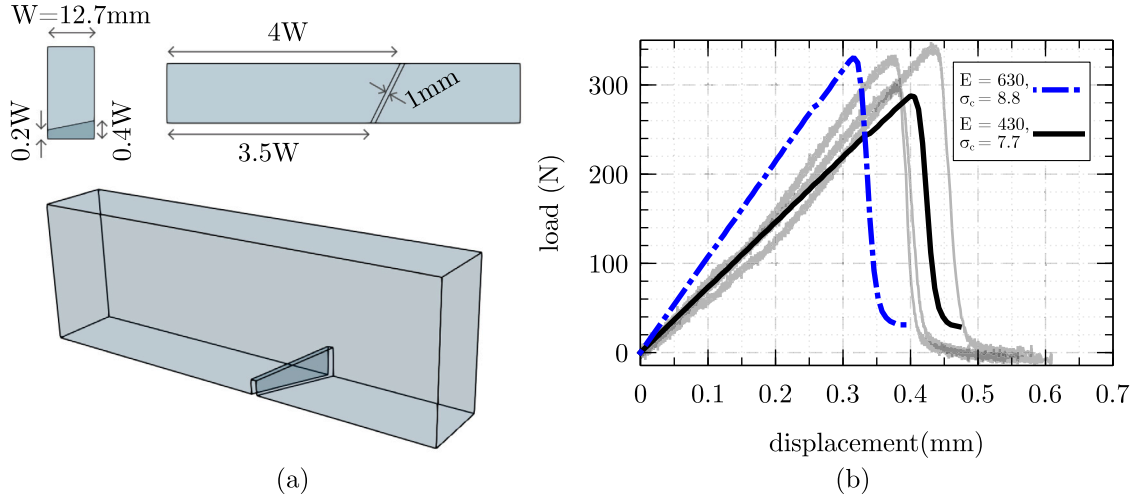 W=12.7mm
4W
1mm
0.2W
0.4W
3.5W
(a)
load (N)
300
200
100
0
0 0.1 0.2 0.3 0.4 0.5 0.6 0.7
displacement(mm)
E = 630,
σc = 8.8
E = 430,
σc = 7.7
(b)